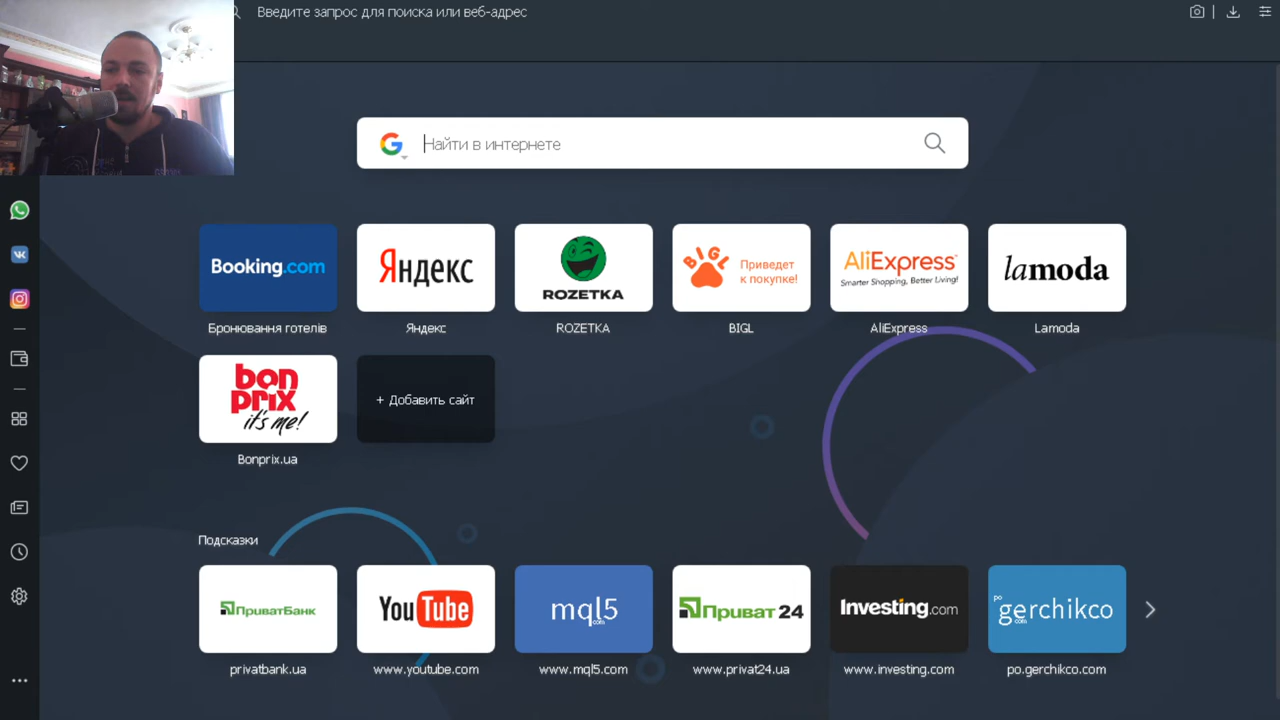 Введите запрос для поиска или веб-адрес
Найти в интернете
Booking.com
Яндекс
ROZETKA
BIGL
Приведет
к покупке!
AliExpress
Smarter Shopping, Better Living!
lamoda
Бронювання готелів
Яндекс
ROZETKA
BIGL
AliExpress
Lamoda
bon
prix
it's me!
+ Добавить сайт
Bonprix.ua
Подсказки
ПриватБанк
YouTube
mql5
com
Приват 24
Investing.com
po
gerchikco
com
privatbank.ua
www.youtube.com
www.mql5.com
www.privat24.ua
www.investing.com
po.gerchikco.com